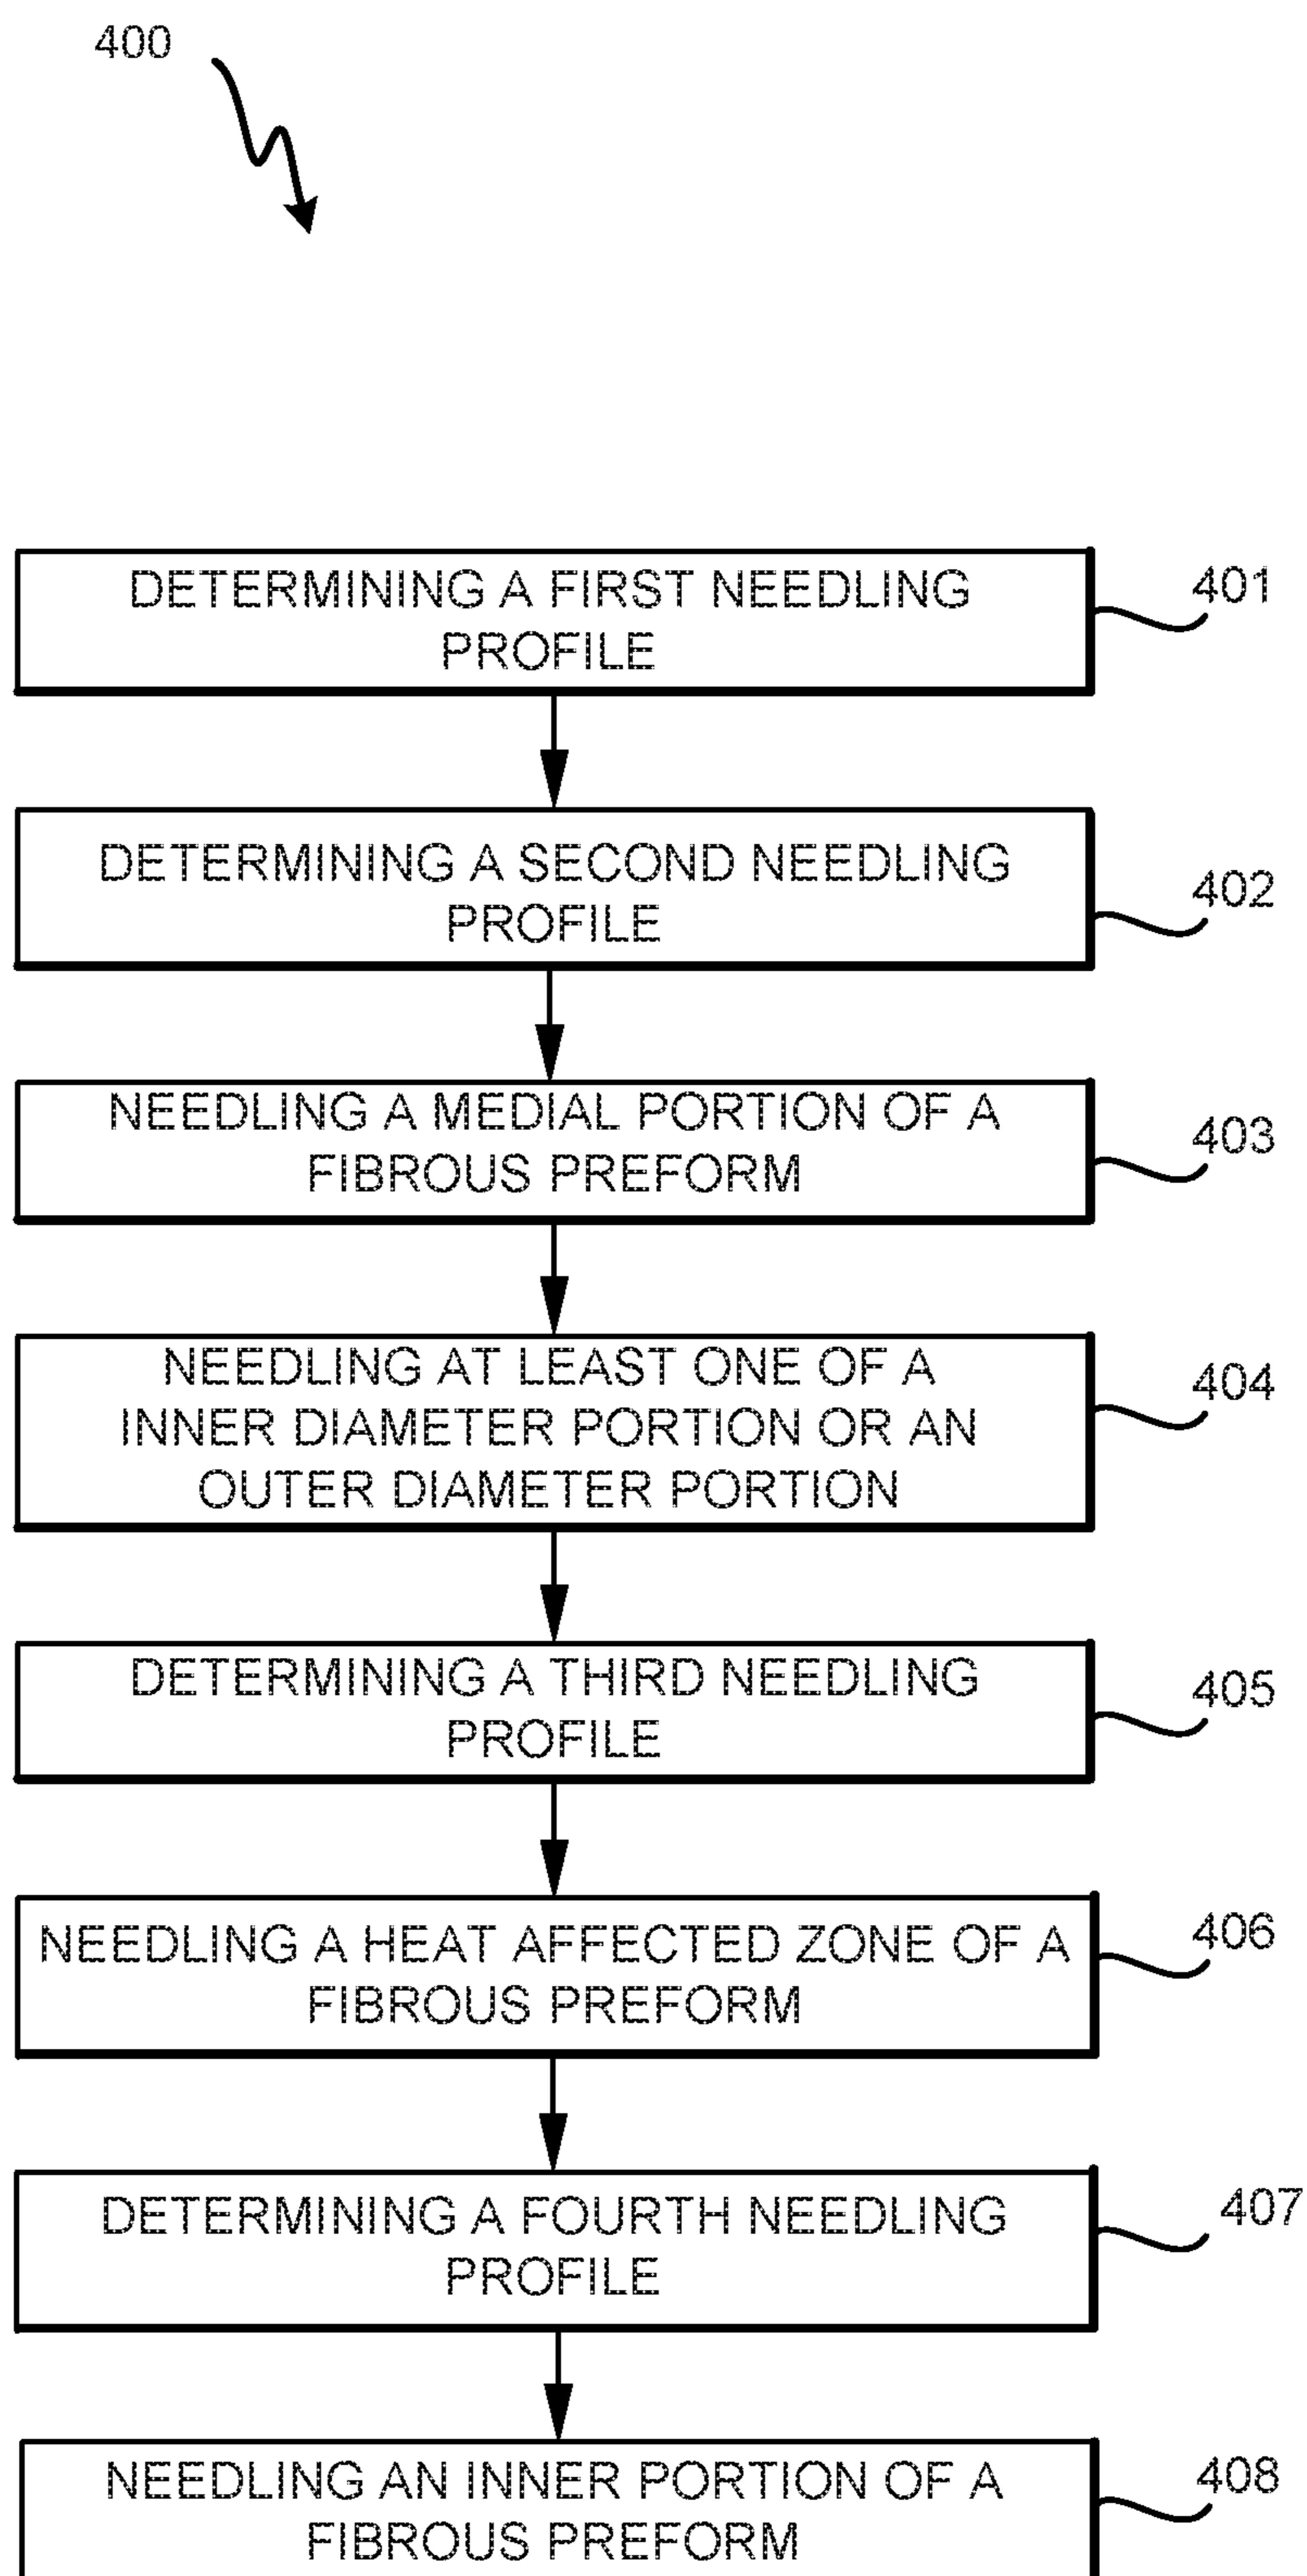 400
DETERMINING A FIRST NEEDLING
PROFILE
401
DETERMINING A SECOND NEEDLING
PROFILE
402
NEEDLING A MEDIAL PORTION OF A
FIBROUS PREFORM
403
NEEDLING AT LEAST ONE OF A
INNER DIAMETER PORTION OR AN
OUTER DIAMETER PORTION
404
DETERMINING A THIRD NEEDLING
PROFILE
405
NEEDLING A HEAT AFFECTED ZONE OF A
FIBROUS PREFORM
406
DETERMINING A FOURTH NEEDLING
PROFILE
407
NEEDLING AN INNER PORTION OF A
FIBROUS PREFORM
408